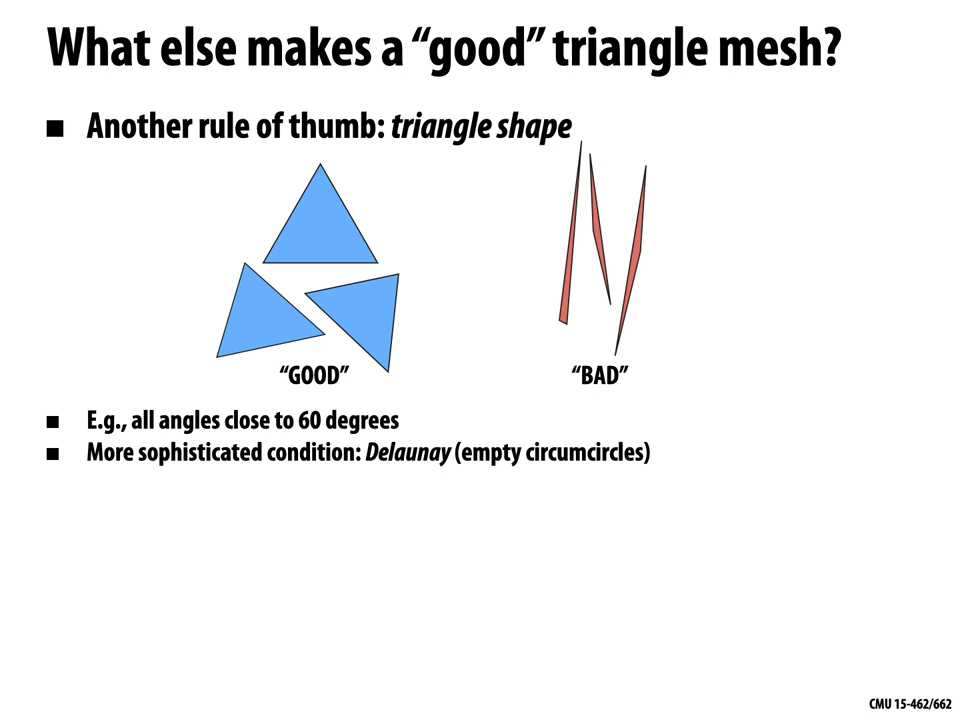 What else makes a “good” triangle mesh?
■ Another rule of thumb: triangle shape
“GOOD”
“BAD”
■ E.g., all angles close to 60 degrees
■ More sophisticated condition: Delaunay (empty circumcircles)
CMU 15-462/662